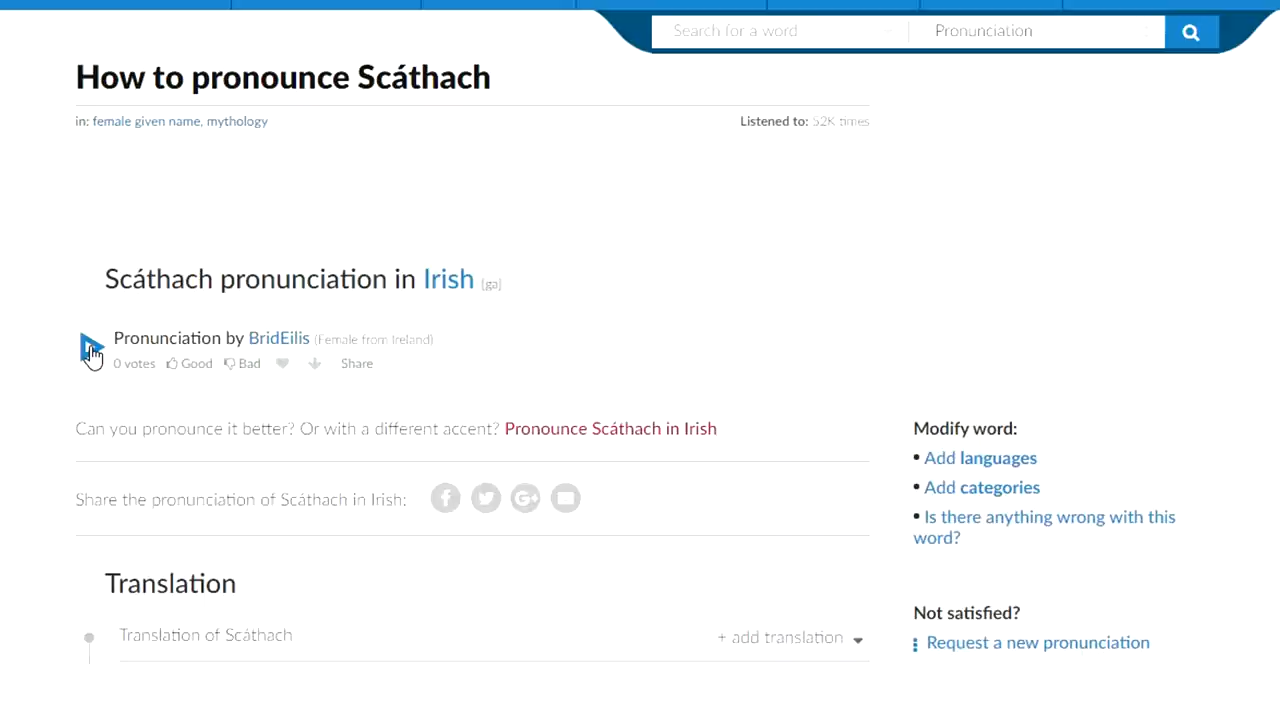 Search for a word
Pronunciation
How to pronounce Scáthach
in: female given name, mythology
Listened to: 52K times
Scáthach pronunciation in Irish [ga]
Pronunciation by BridEilis (Female from Ireland)
0 votes Good Bad Share
Can you pronounce it better? Or with a different accent? Pronounce Scáthach in Irish
Share the pronunciation of Scáthach in Irish:
Translation
Translation of Scáthach
+ add translation
Modify word:
• Add languages
• Add categories
• Is there anything wrong with this
word?
Not satisfied?
Request a new pronunciation